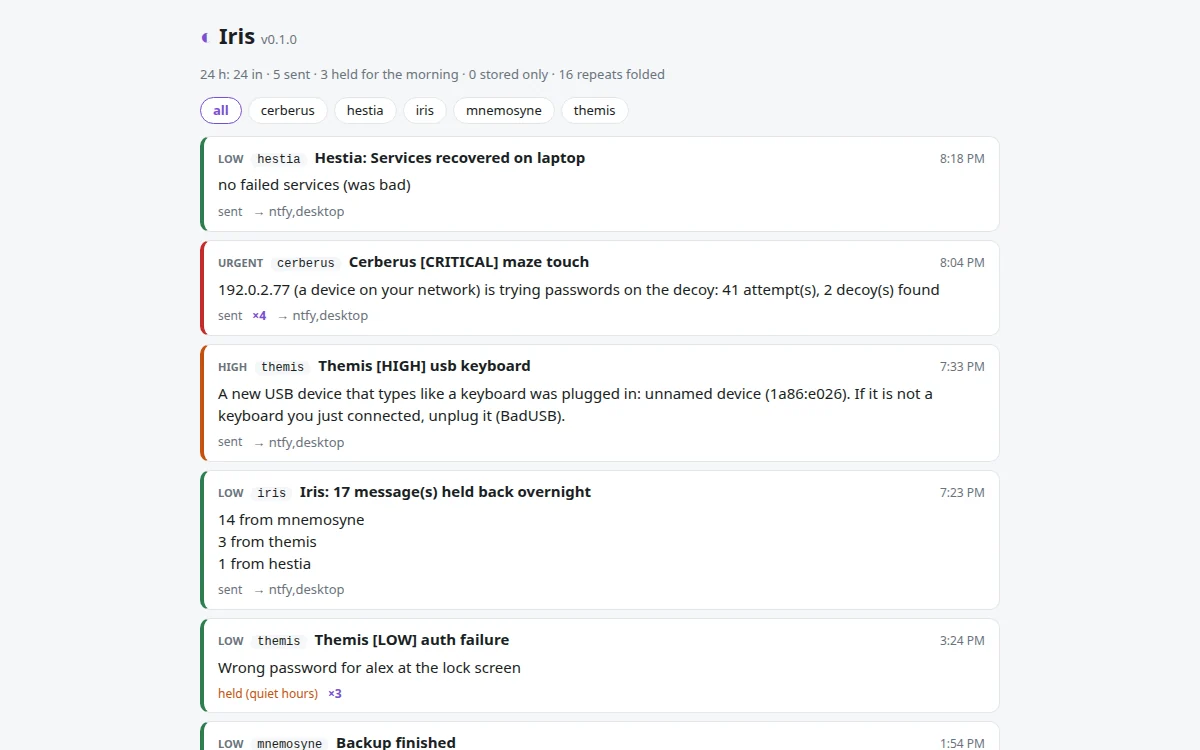 Iris v0.1.0
24 h: 24 in · 5 sent · 3 held for the morning · 0 stored only · 16 repeats folded
all cerberus hestia iris mnemosyne themis
LOW hestia Hestia: Services recovered on laptop 8:18 PM
no failed services (was bad)
sent → ntfy,desktop
URGENT cerberus Cerberus [CRITICAL] maze touch 8:04 PM
192.0.2.77 (a device on your network) is trying passwords on the decoy: 41 attempt(s), 2 decoy(s) found
sent ×4 → ntfy,desktop
HIGH themis Themis [HIGH] usb keyboard 7:33 PM
A new USB device that types like a keyboard was plugged in: unnamed device (1a86:e026). If it is not a
keyboard you just connected, unplug it (BadUSB).
sent → ntfy,desktop
LOW iris Iris: 17 message(s) held back overnight 7:23 PM
14 from mnemosyne
3 from themis
1 from hestia
sent → ntfy,desktop
LOW themis Themis [LOW] auth failure 3:24 PM
Wrong password for alex at the lock screen
held (quiet hours) ×3
LOW mnemosyne Backup finished 1:54 PM